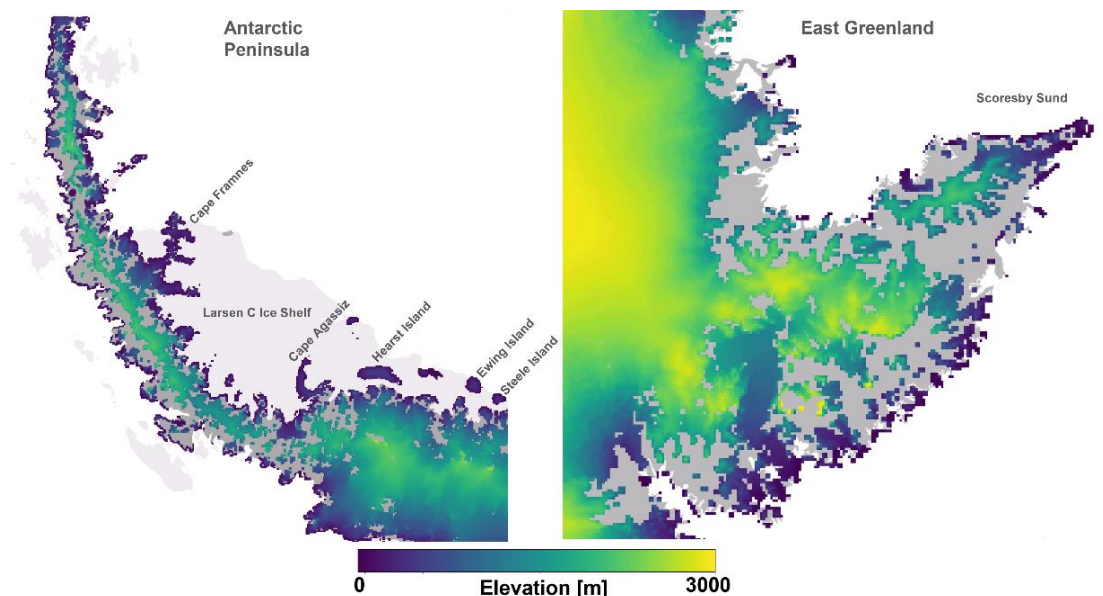 Antarctic
Peninsula
East Greenland
Scoresby Sund
Cape Framnes
Larsen C Ice Shelf
Cape Agassiz
Hearst Island
Ewing Island
Steele Island
0
Elevation [m]
3000